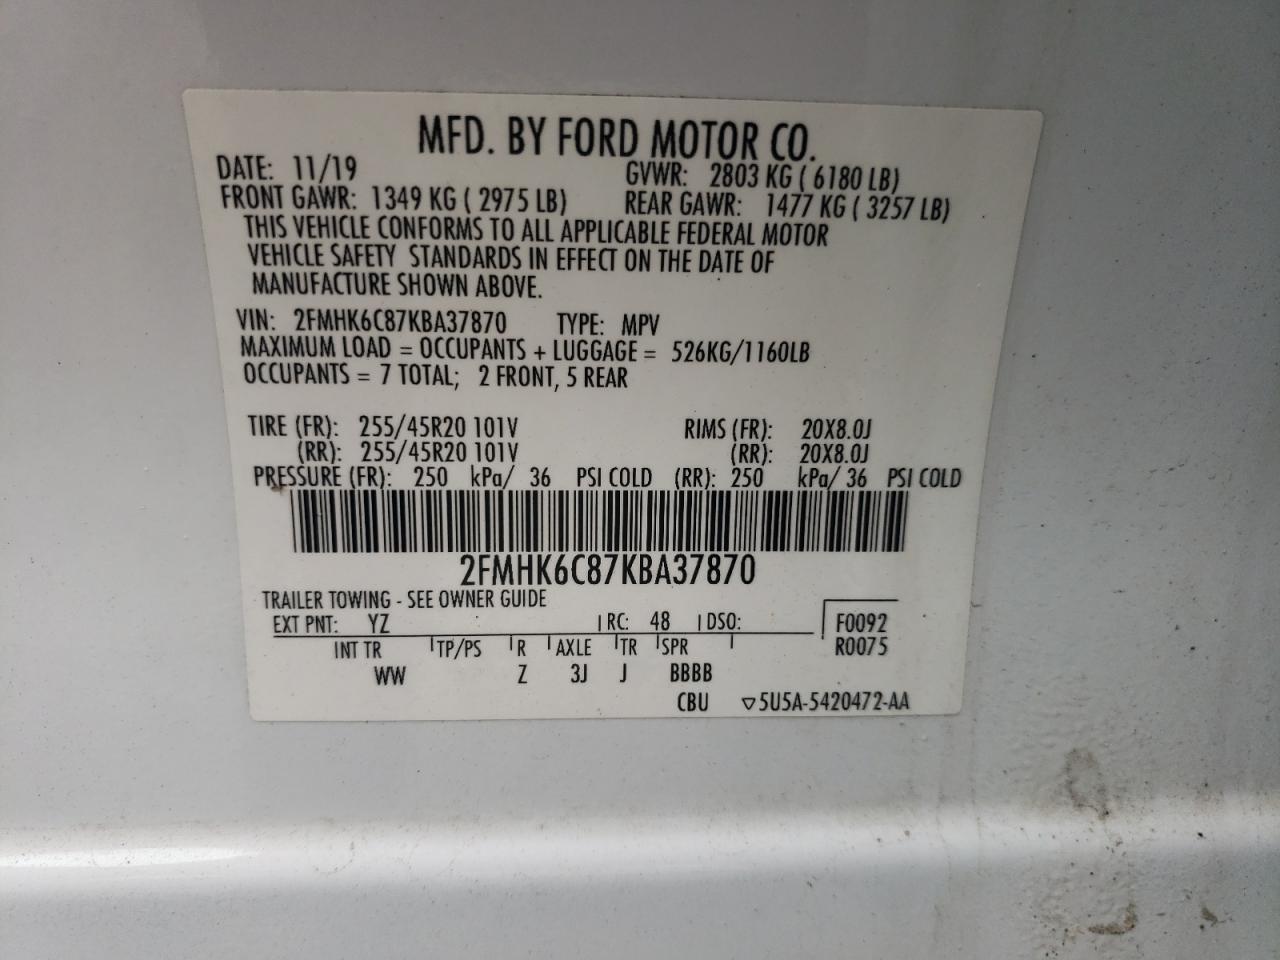 MFD. BY FORD MOTOR CO.
DATE: 11/19 GVWR: 2803 KG ( 6180 LB)
FRONT GAWR: 1349 KG ( 2975 LB) REAR GAWR: 1477 KG ( 3257 LB)
THIS VEHICLE CONFORMS TO ALL APPLICABLE FEDERAL MOTOR
VEHICLE SAFETY STANDARDS IN EFFECT ON THE DATE OF
MANUFACTURE SHOWN ABOVE.
VIN: 2FMHK6C87KBA37870 TYPE: MPV
MAXIMUM LOAD = OCCUPANTS + LUGGAGE = 526KG/1160LB
OCCUPANTS = 7 TOTAL; 2 FRONT, 5 REAR
TIRE (FR): 255/45R20 101V RIMS (FR): 20X8.0J
(RR): 255/45R20 101V (RR): 20X8.0J
PRESSURE (FR): 250 kPa/ 36 PSI COLD (RR): 250 kPa/ 36 PSI COLD
2FMHK6C87KBA37870
TRAILER TOWING - SEE OWNER GUIDE
EXT PNT: YZ RC: 48 DSO: F0092
INT TR TP/PS R AXLE TR SPR R0075
WW Z 3J J BBBB
CBU ▽5U5A-5420472-AA